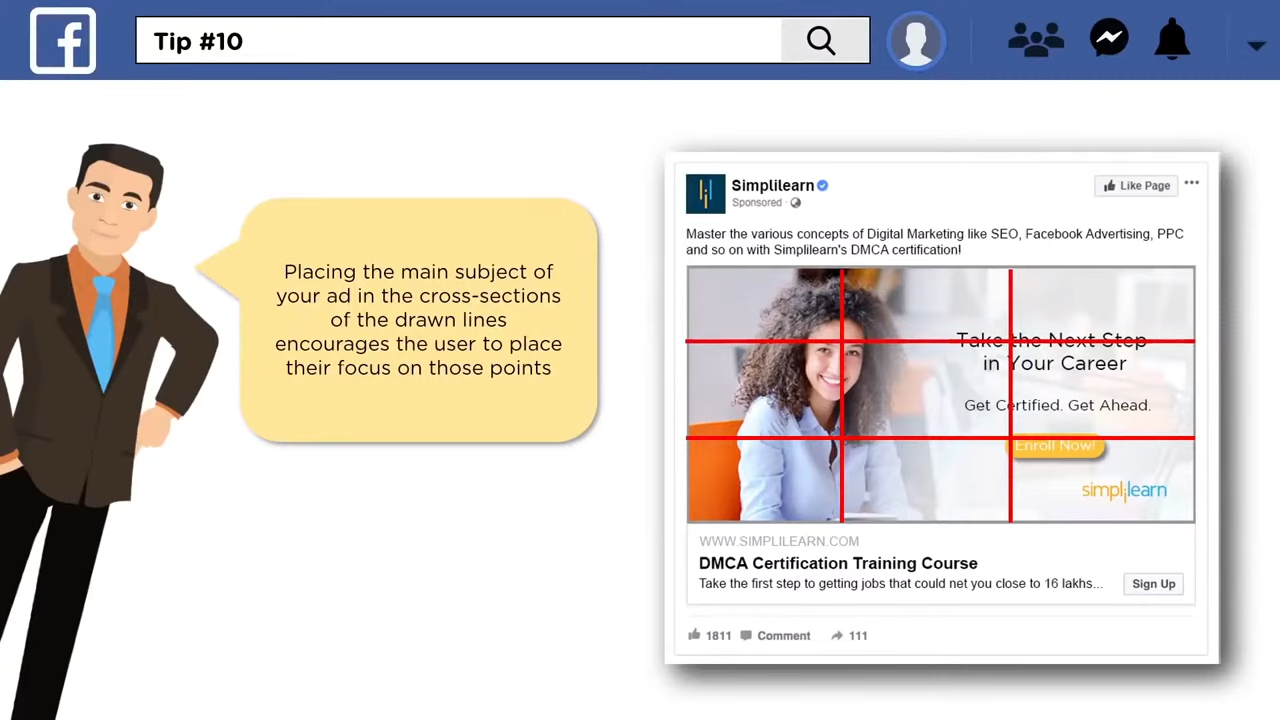 Tip #10
Placing the main subject of
your ad in the cross-sections
of the drawn lines
encourages the user to place
their focus on those points
Simplilearn
Like Page
Sponsored
Master the various concepts of Digital Marketing like SEO, Facebook Advertising, PPC
and so on with Simplilearn's DMCA certification!
Take the Next Step
in Your Career
Get Certified. Get Ahead.
Enroll Now!
simplilearn
WWW.SIMPLILEARN.COM
DMCA Certification Training Course
Take the first step to getting jobs that could net you close to 16 lakhs...
Sign Up
1811 Comment 111